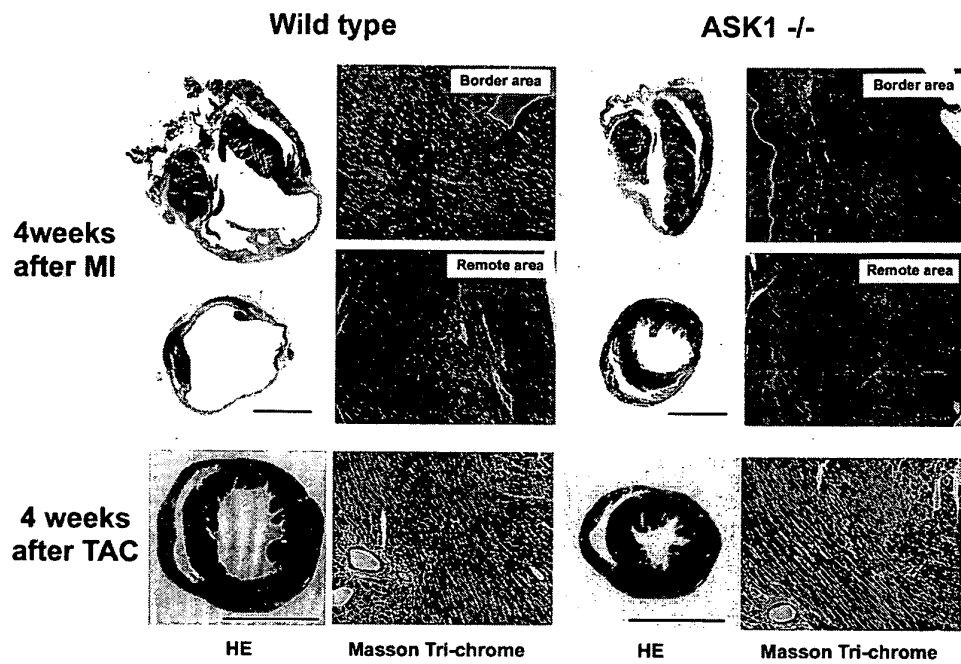 Wild type
ASK1 -/-
4weeks
after MI
Border area
Border area
Remote area
Remote area
4 weeks
after TAC
HE
Masson Tri-chrome
HE
Masson Tri-chrome